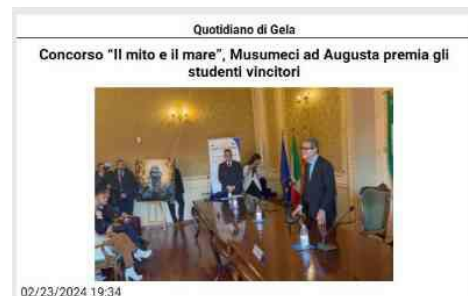 Quotidiano di Gela
Concorso “Il mito e il mare”, Musumeci ad Augusta premia gli
studenti vincitori
02/23/2024 19:34